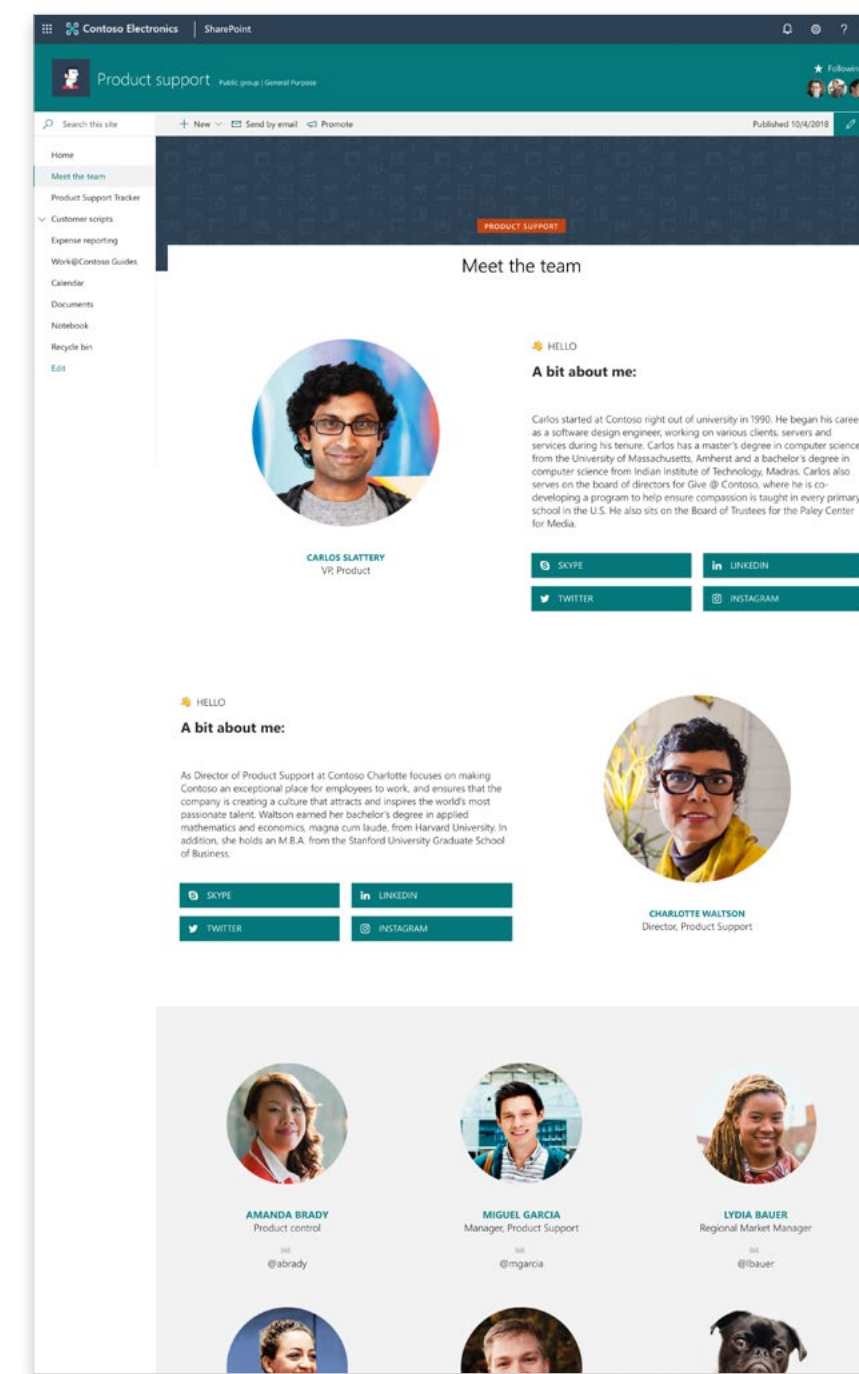 Contoso Electronics SharePoint ?
Product support Public group | General Purpose
Search this site
New Send by email Promote
Published 10/4/2018
Home
Meet the team
Product Support Tracker
Customer scripts
Expense reporting
Work@Contoso Guides
Calendar
Documents
Notebook
Recycle bin
Edit
PRODUCT SUPPORT
Meet the team
CARLOS SLATTERY
VP, Product
HELLO
A bit about me:
Carlos started at Contoso right out of university in 1990. He began his caree
as a software design engineer, working on various clients, servers and
services during his tenure. Carlos has a master's degree in computer science
from the University of Massachusetts, Amherst and a bachelor's degree in
computer science from Indian Institute of Technology, Madras. Carlos also
serves on the board of directors for Give @ Contoso, where he is co-
developing a program to help ensure compassion is taught in every primary
school in the U.S. He also sits on the Board of Trustees for the Paley Center
for Media.
SKYPE
in LINKEDIN
TWITTER
INSTAGRAM
HELLO
A bit about me:
As Director of Product Support at Contoso Charlotte focuses on making
Contoso an exceptional place for employees to work, and ensures that the
company is creating a culture that attracts and inspires the world's most
passionate talent. Waltson earned her bachelor's degree in applied
mathematics and economics, magna cum laude, from Harvard University. In
addition, she holds an M.B.A. from the Stanford University Graduate School
of Business.
SKYPE
in LINKEDIN
TWITTER
INSTAGRAM
CHARLOTTE WALTSON
Director, Product Support
AMANDA BRADY
Product control
@abrady
MIGUEL GARCIA
Manager, Product Support
@mgarcia
LYDIA BAUER
Regional Market Manager
@lbauer